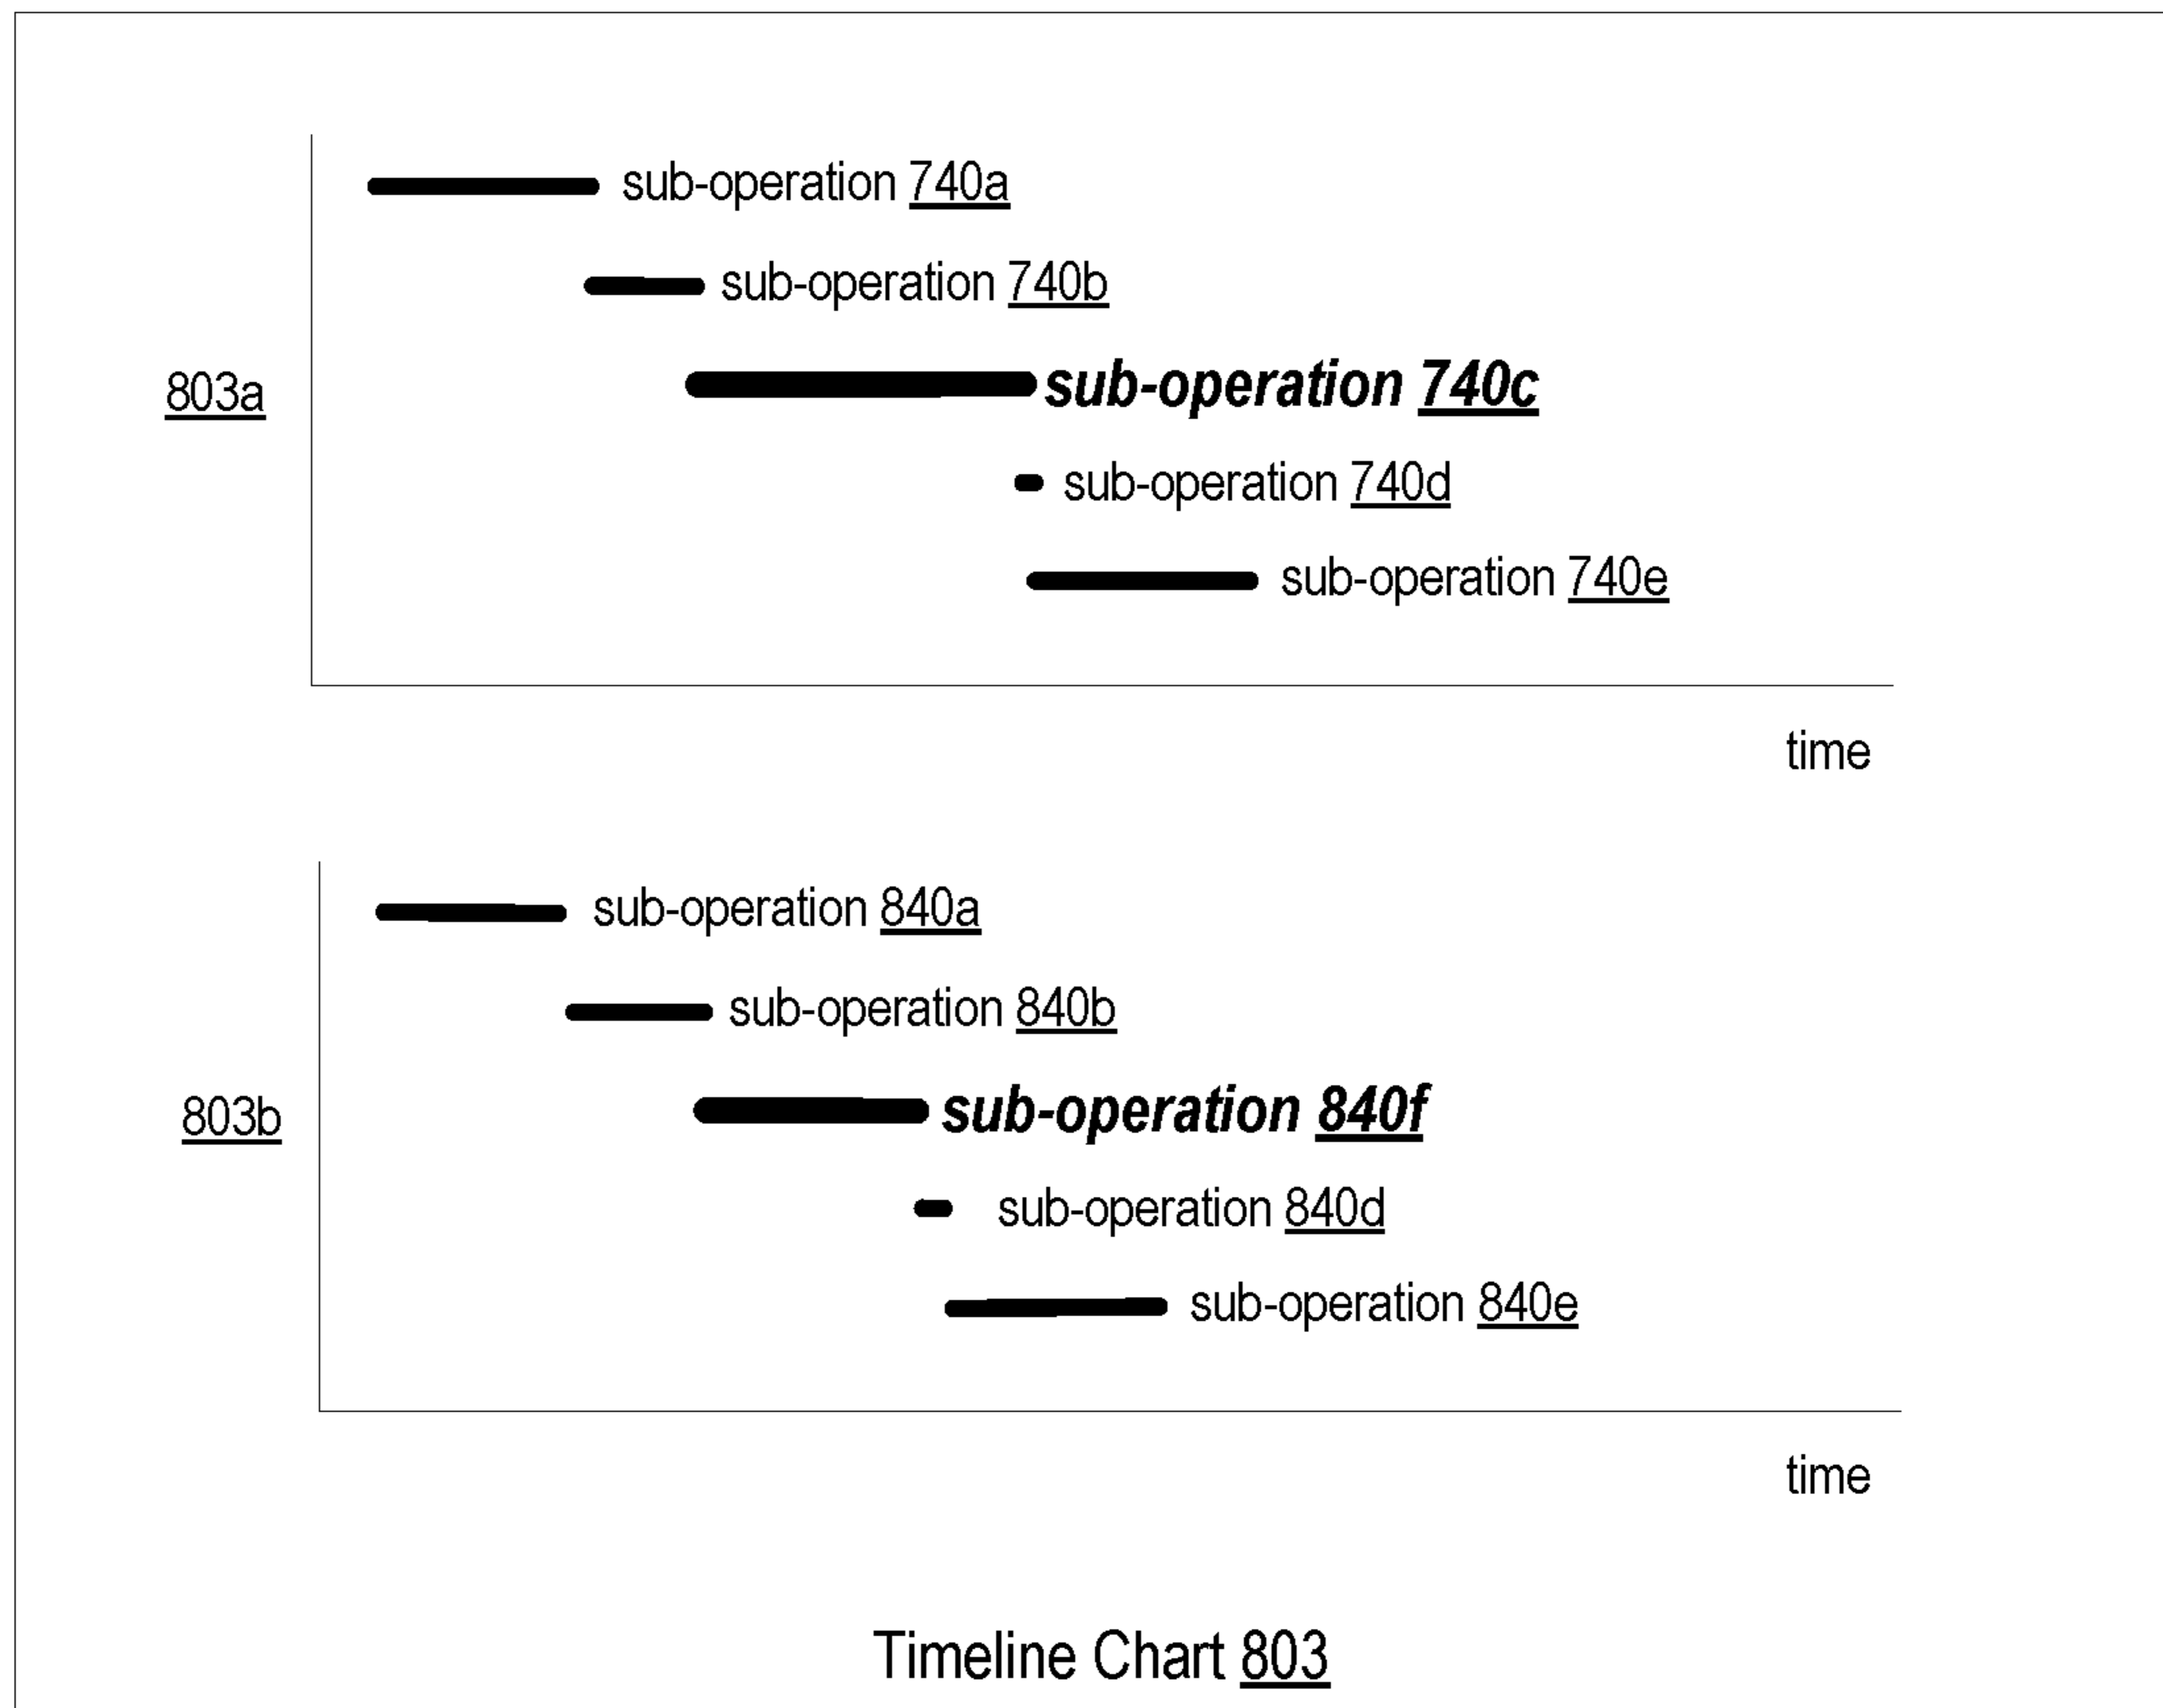 sub-operation 740a
sub-operation 740b
803a
sub-operation 740c
sub-operation 740d
sub-operation 740e
time
sub-operation 840a
sub-operation 840b
803b
sub-operation 840f
sub-operation 840d
sub-operation 840e
time
Timeline Chart 803